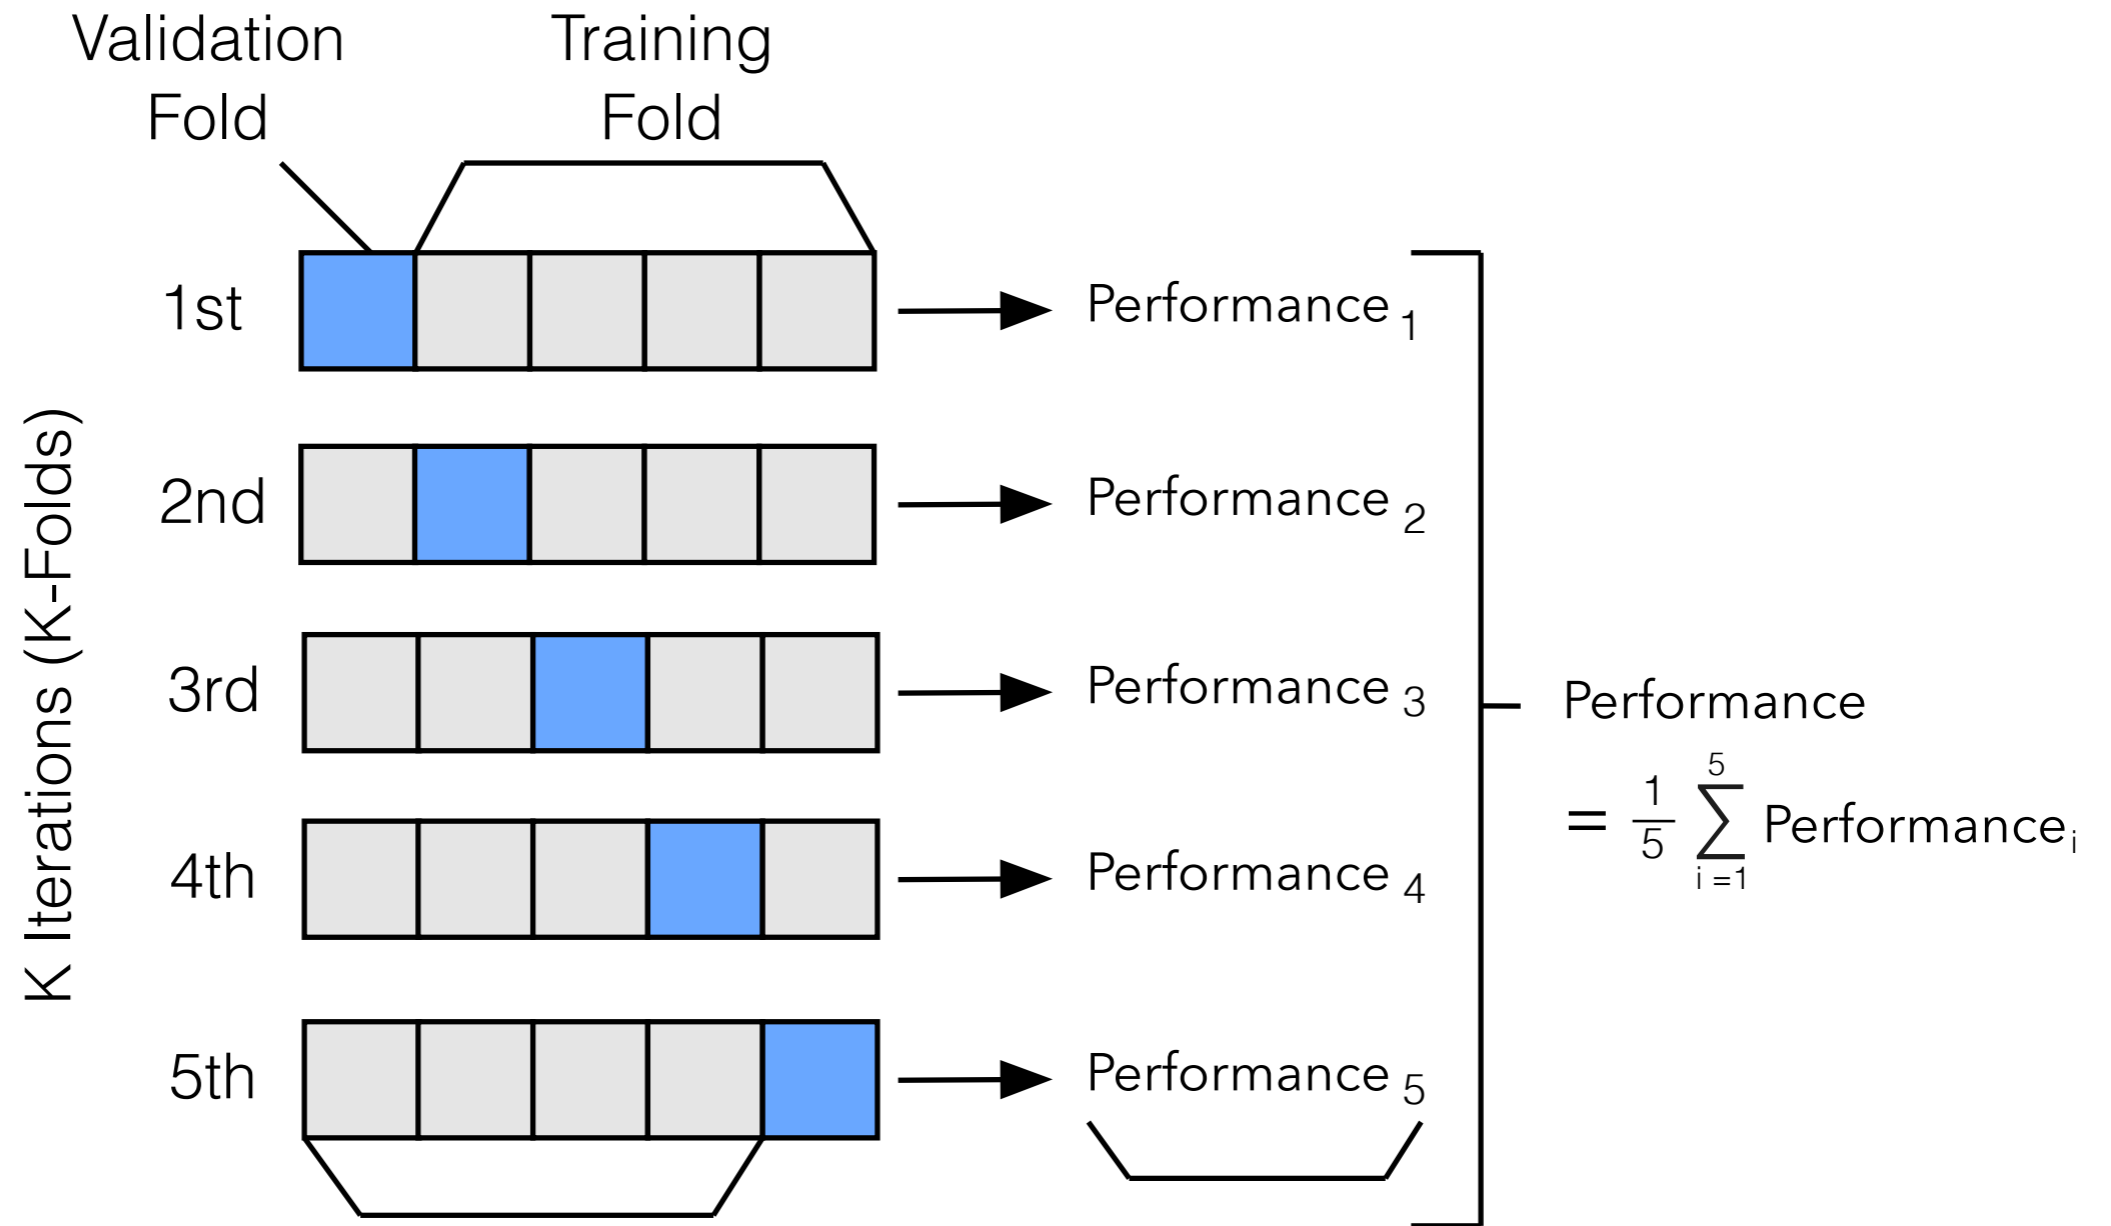 Validation
Fold
Training
Fold
K Iterations (K-Folds)
1st
Performance 1
2nd
Performance 2
3rd
Performance 3
4th
Performance 4
5th
Performance 5
Performance
= 1/5 5∑i =1 Performancei